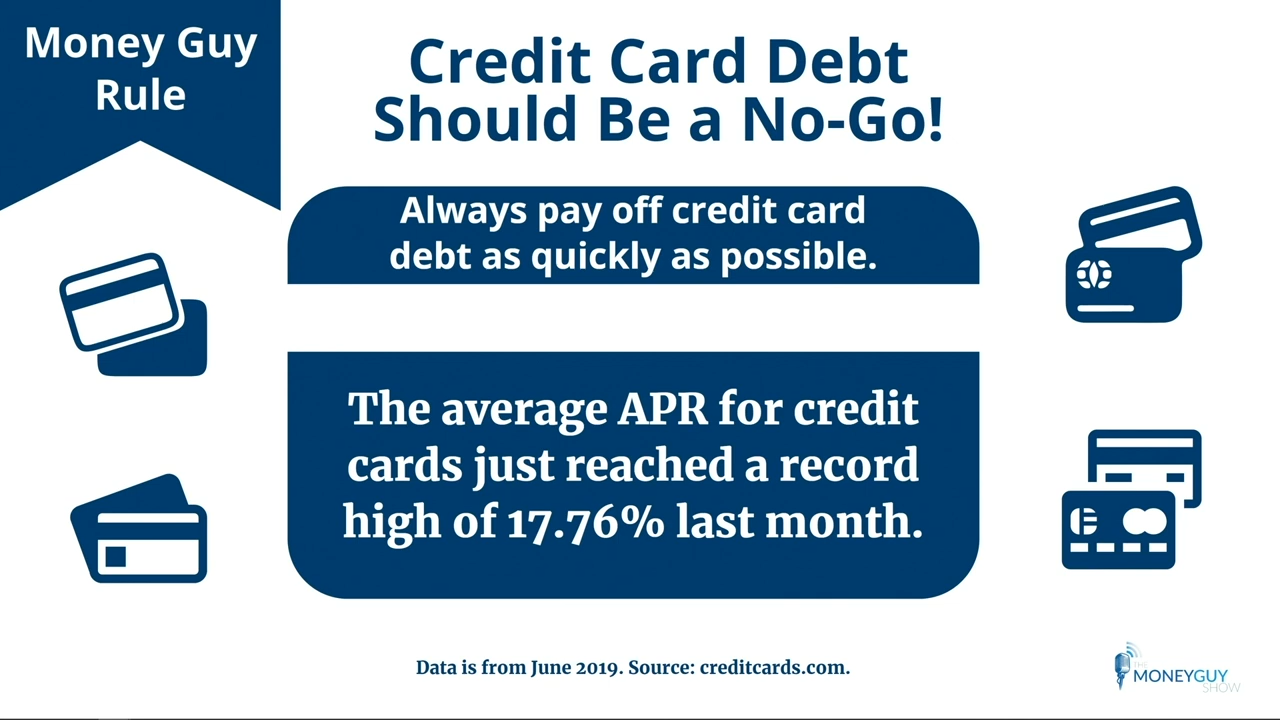 Money Guy
Rule
Credit Card Debt
Should Be a No-Go!
Always pay off credit card
debt as quickly as possible.
The average APR for credit
cards just reached a record
high of 17.76% last month.
Data is from June 2019. Source: creditcards.com.
THE
MONEYGUY
SHOW